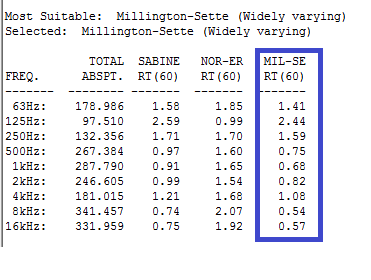 Most Suitable:  Millington-Sette (Widely varying)
Selected:  Millington-Sette (Widely varying)
TOTAL SABINE NOR-ER MIL-SE
FREQ. ABSPT. RT(60) RT(60) RT(60)
63Hz: 178.986 1.58 1.85 1.41
125Hz: 97.510 2.59 0.99 2.44
250Hz: 132.356 1.71 1.70 1.59
500Hz: 267.384 0.97 1.60 0.75
1kHz: 287.790 0.91 1.65 0.68
2kHz: 246.605 0.99 1.54 0.82
4kHz: 181.015 1.21 1.68 1.08
8kHz: 341.457 0.74 2.07 0.54
16kHz: 331.959 0.75 1.92 0.57